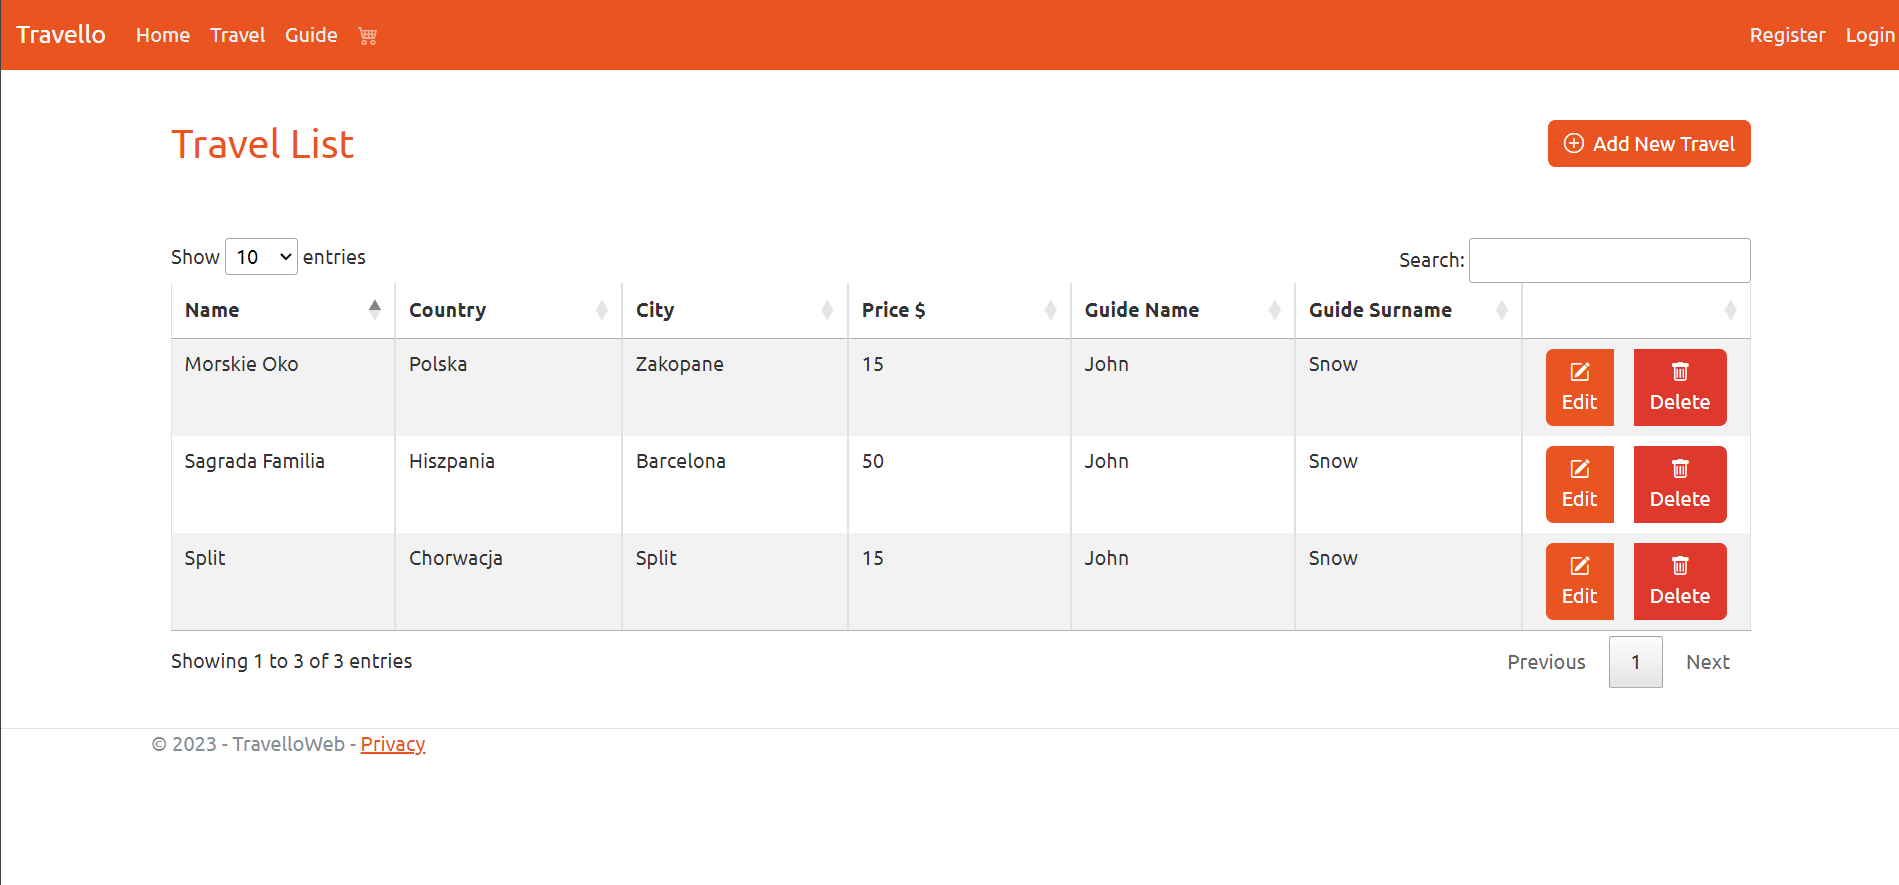 Travello Home Travel Guide Register Login
Travel List
Add New Travel
Show 10 entries
Search:
Name Country City Price $ Guide Name Guide Surname
Morskie Oko Polska Zakopane 15 John Snow Edit Delete
Sagrada Familia Hiszpania Barcelona 50 John Snow Edit Delete
Split Chorwacja Split 15 John Snow Edit Delete
Showing 1 to 3 of 3 entries
Previous 1 Next
© 2023 - TravelloWeb - Privacy